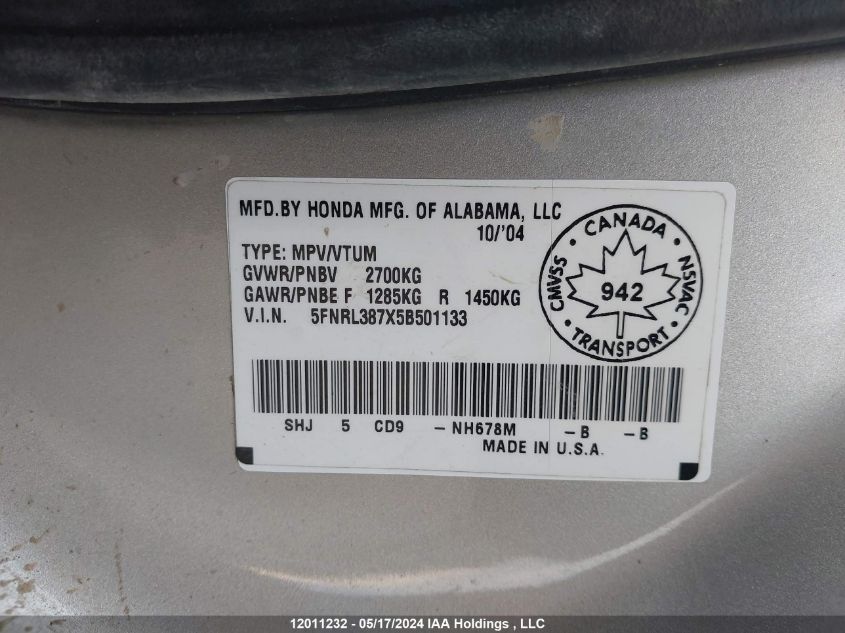 MFD.BY HONDA MFG. OF ALABAMA, LLC
10/'04
TYPE: MPV/VTUM
GVWR/PNBV 2700KG
GAWR/PNBE F 1285KG R 1450KG
V.I.N. 5FNRL387X5B501133
CANADA
CMVSS
NSVAC
942
TRANSPORT
SHJ 5 CD9 -NH678M -B -B
MADE IN U.S.A.
12011232 - 05/17/2024 IAA Holdings , LLC